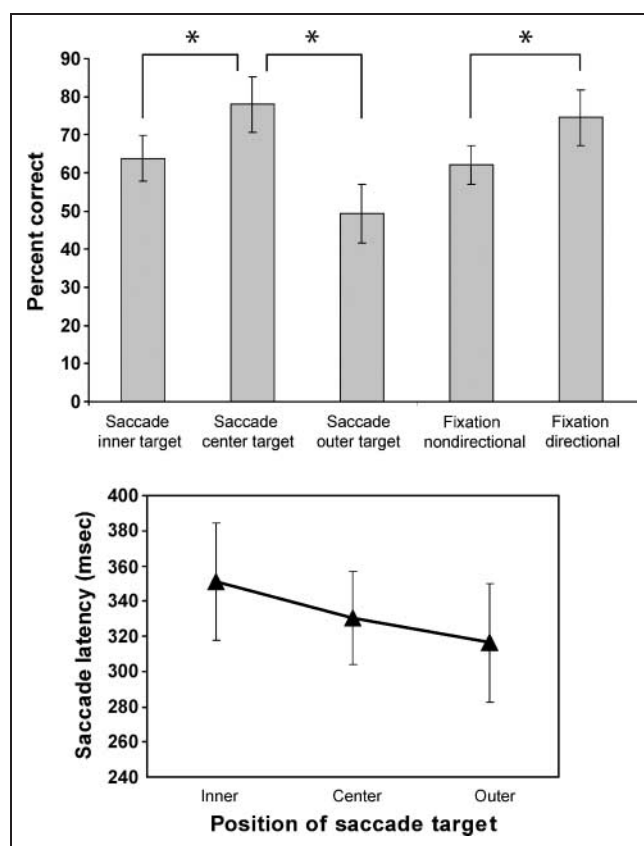 * * *
90
80
70
60
50
40
30
20
10
0
Percent correct
Saccade inner target
Saccade center target
Saccade outer target
Fixation nondirectional
Fixation directional
400
380
360
340
320
300
280
260
240
Saccade latency (msec)
Inner Center Outer
Position of saccade target